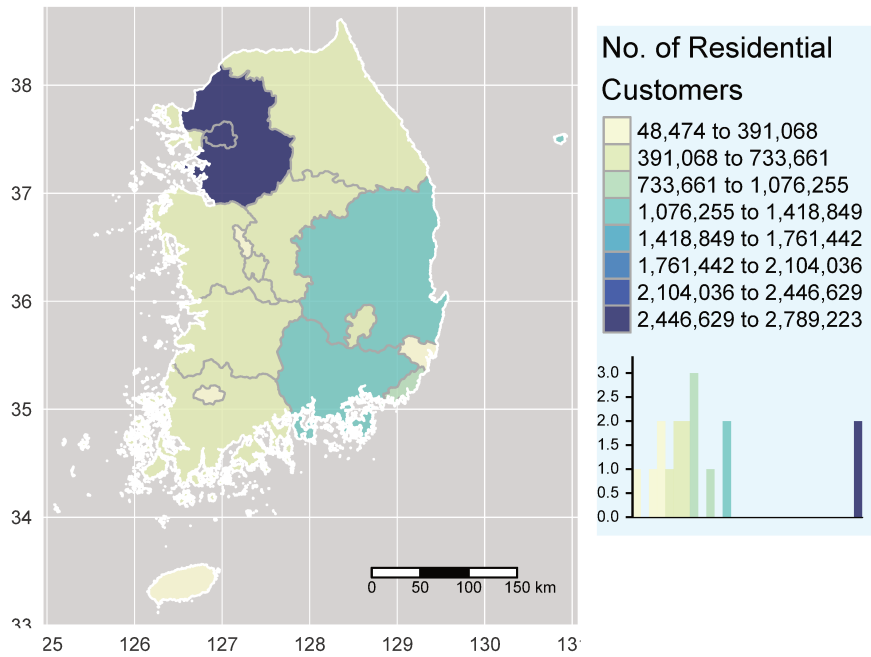 No. of Residential
Customers
48,474 to 391,068
391,068 to 733,661
733,661 to 1,076,255
1,076,255 to 1,418,849
1,418,849 to 1,761,442
1,761,442 to 2,104,036
2,104,036 to 2,446,629
2,446,629 to 2,789,223
38
37
36
35
34
33
25 126 127 128 129 130 13
0 50 100 150 km
3.0
2.5
2.0
1.5
1.0
0.5
0.0